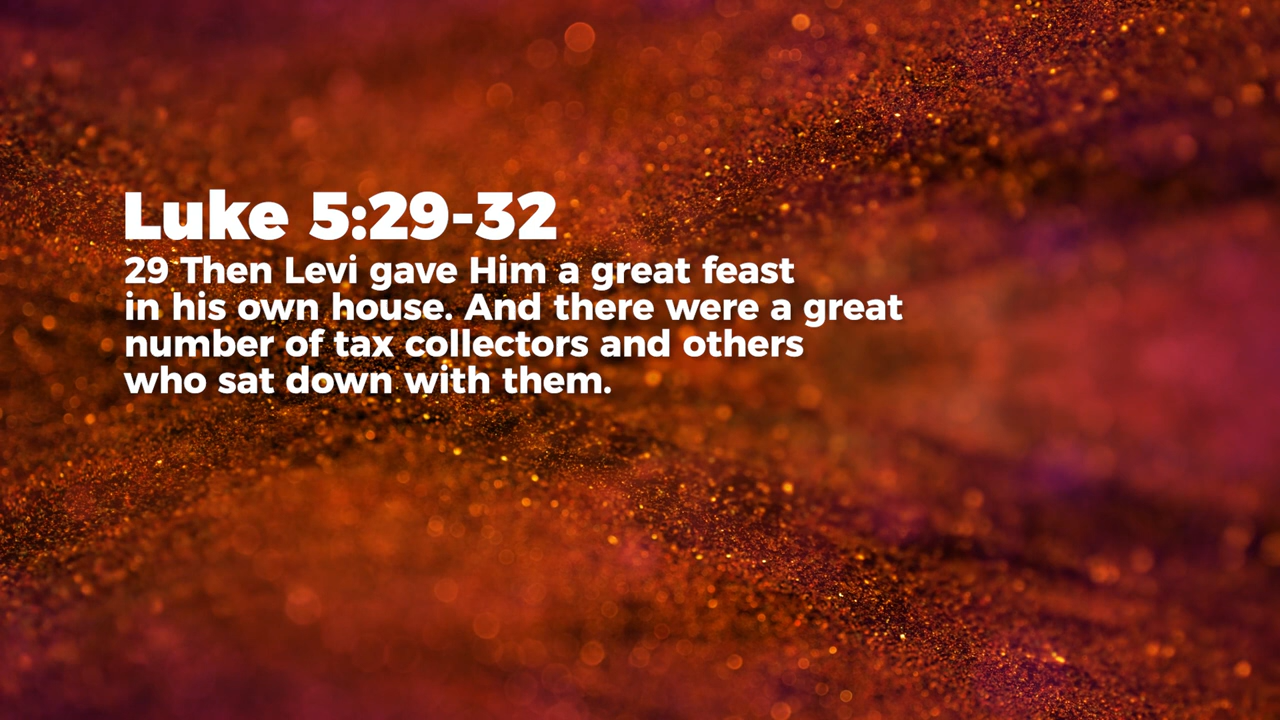 Luke 5:29-32
29 Then Levi gave Him a great feast
in his own house. And there were a great
number of tax collectors and others
who sat down with them.